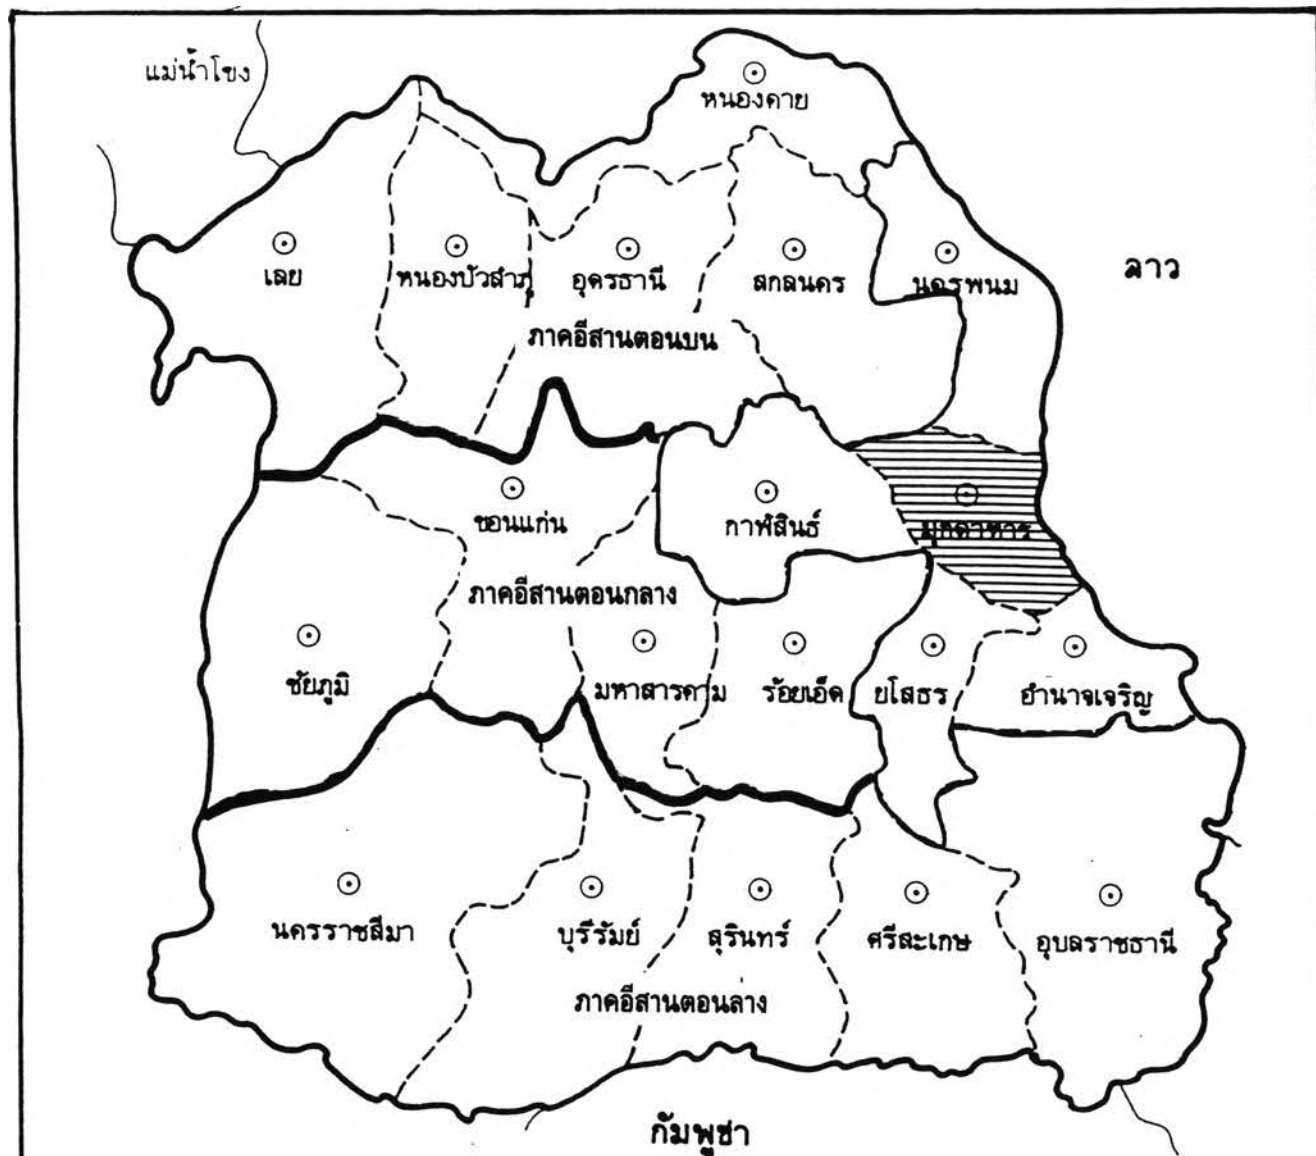 แม่น้ำโขง
หนองคาย
ลาว
เลย
หนองบัวลำภู
อุดรธานี
สกลนคร
นครพนม
ภาคอีสานตอนบน
ขอนแก่น
กาฬสินธุ์
มุกดาหาร
ภาคอีสานตอนกลาง
ชัยภูมิ
มหาสารคาม
ร้อยเอ็ด
ยโสธร
อำนาจเจริญ
นครราชสีมา
บุรีรัมย์
สุรินทร์
ศรีสะเกษ
อุบลราชธานี
ภาคอีสานตอนล่าง
กัมพูชา